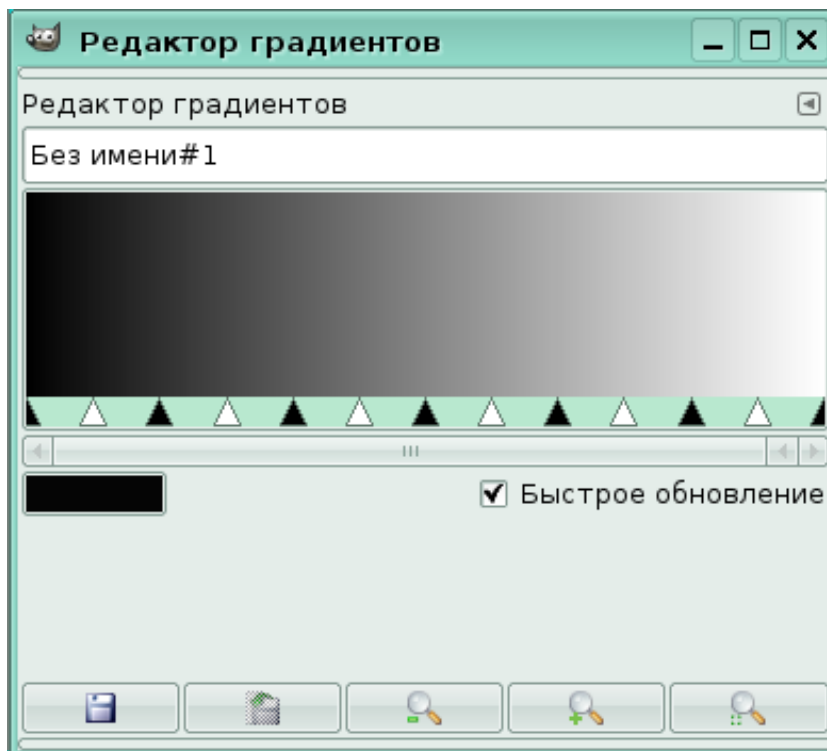 Редактор градиентов
Редактор градиентов
Без имени#1
Быстрое обновление